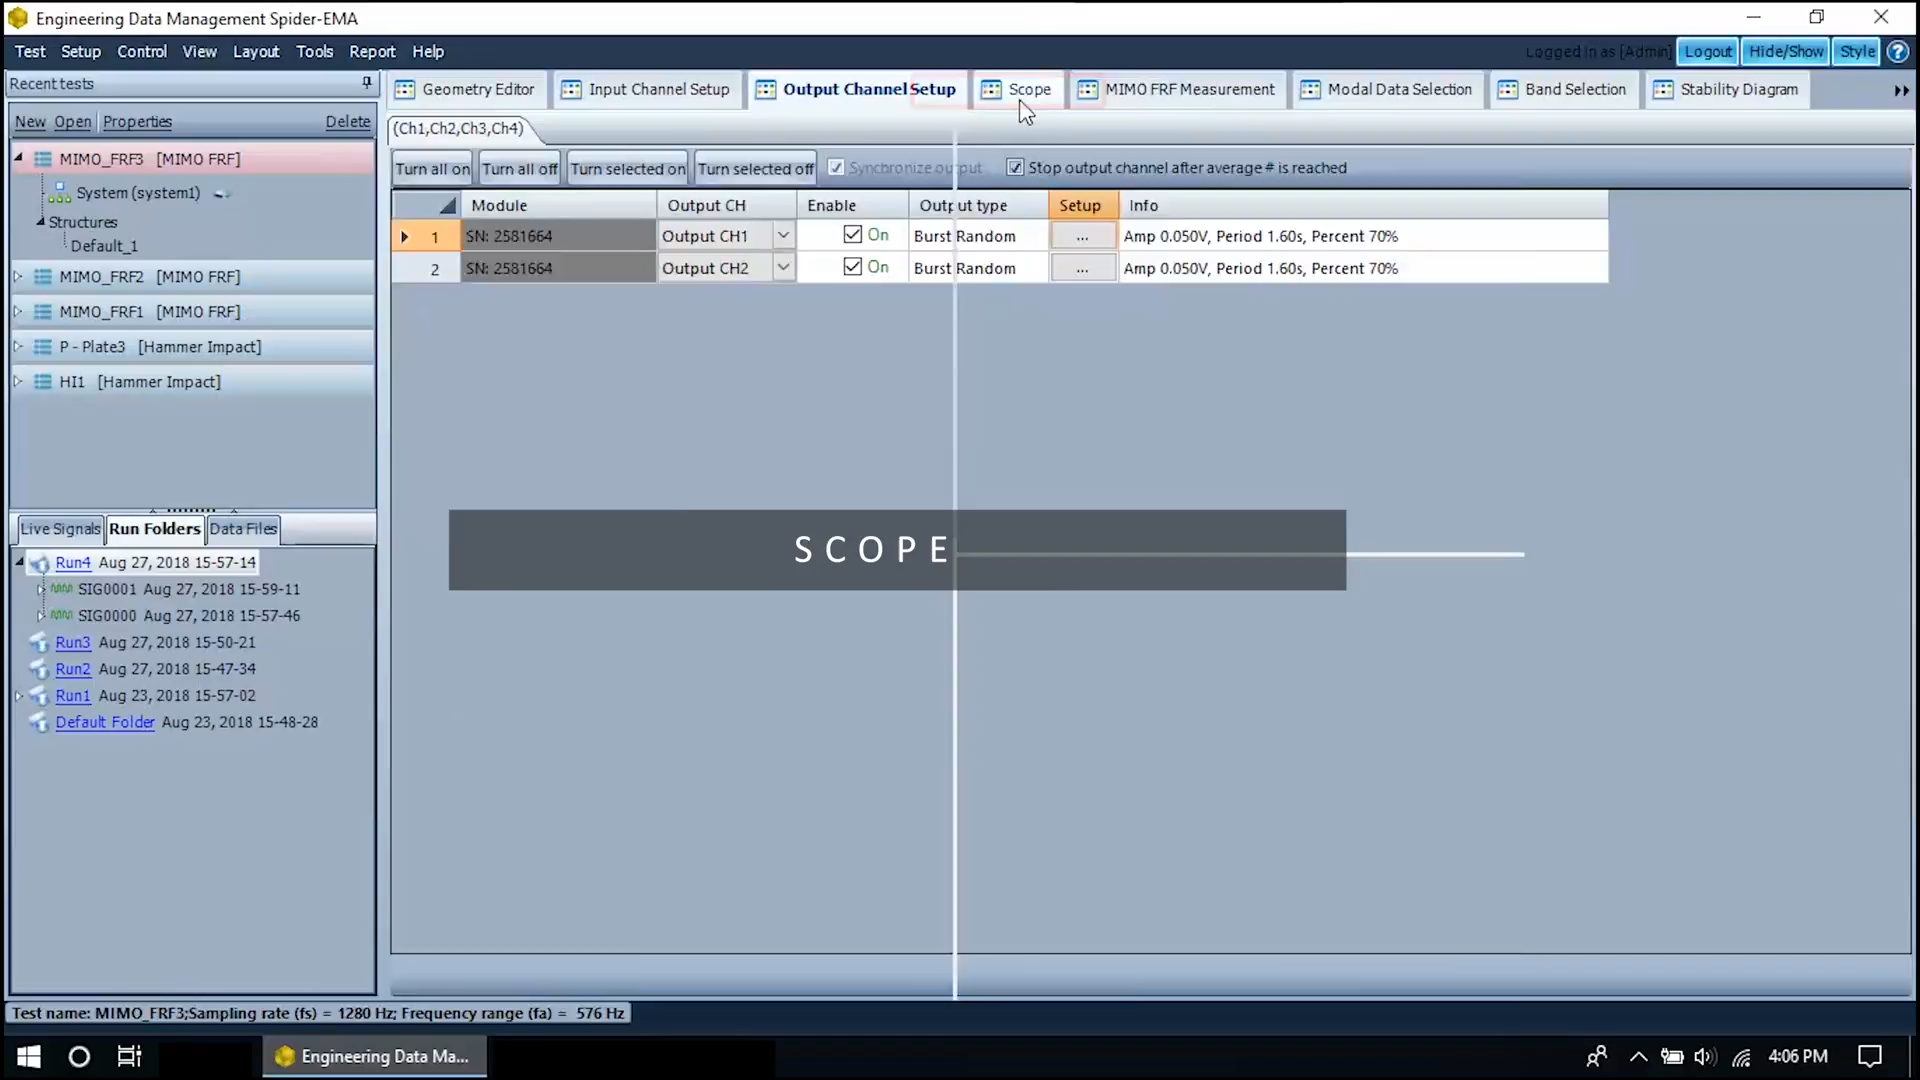 Engineering Data Management Spider-EMA
Test Setup Control View Layout Tools Report Help
Logged in as [Admin] Logout Hide/Show Style ?
Recent tests
New Open Properties Delete
MIMO_FRF3 [MIMO FRF]
System (system1)
Structures
Default_1
MIMO_FRF2 [MIMO FRF]
MIMO_FRF1 [MIMO FRF]
P - Plate3 [Hammer Impact]
HI1 [Hammer Impact]
Live Signals Run Folders Data Files
Run4 Aug 27, 2018 15-57-14
SIG0001 Aug 27, 2018 15-59-11
SIG0000 Aug 27, 2018 15-57-46
Run3 Aug 27, 2018 15-50-21
Run2 Aug 27, 2018 15-47-34
Run1 Aug 23, 2018 15-57-02
Default Folder Aug 23, 2018 15-48-28
Geometry Editor Input Channel Setup Output Channel Setup Scope MIMO FRF Measurement Modal Data Selection Band Selection Stability Diagram
(Ch1,Ch2,Ch3,Ch4)
Turn all on Turn all off Turn selected on Turn selected off Synchronize output Stop output channel after average # is reached
Module Output CH Enable Output type Setup Info
1 SN: 2581664 Output CH1 On Burst Random ... Amp 0.050V, Period 1.60s, Percent 70%
2 SN: 2581664 Output CH2 On Burst Random ... Amp 0.050V, Period 1.60s, Percent 70%
SCOPE
Test name: MIMO_FRF3;Sampling rate (fs) = 1280 Hz; Frequency range (fa) = 576 Hz
Engineering Data Ma...
4:06 PM